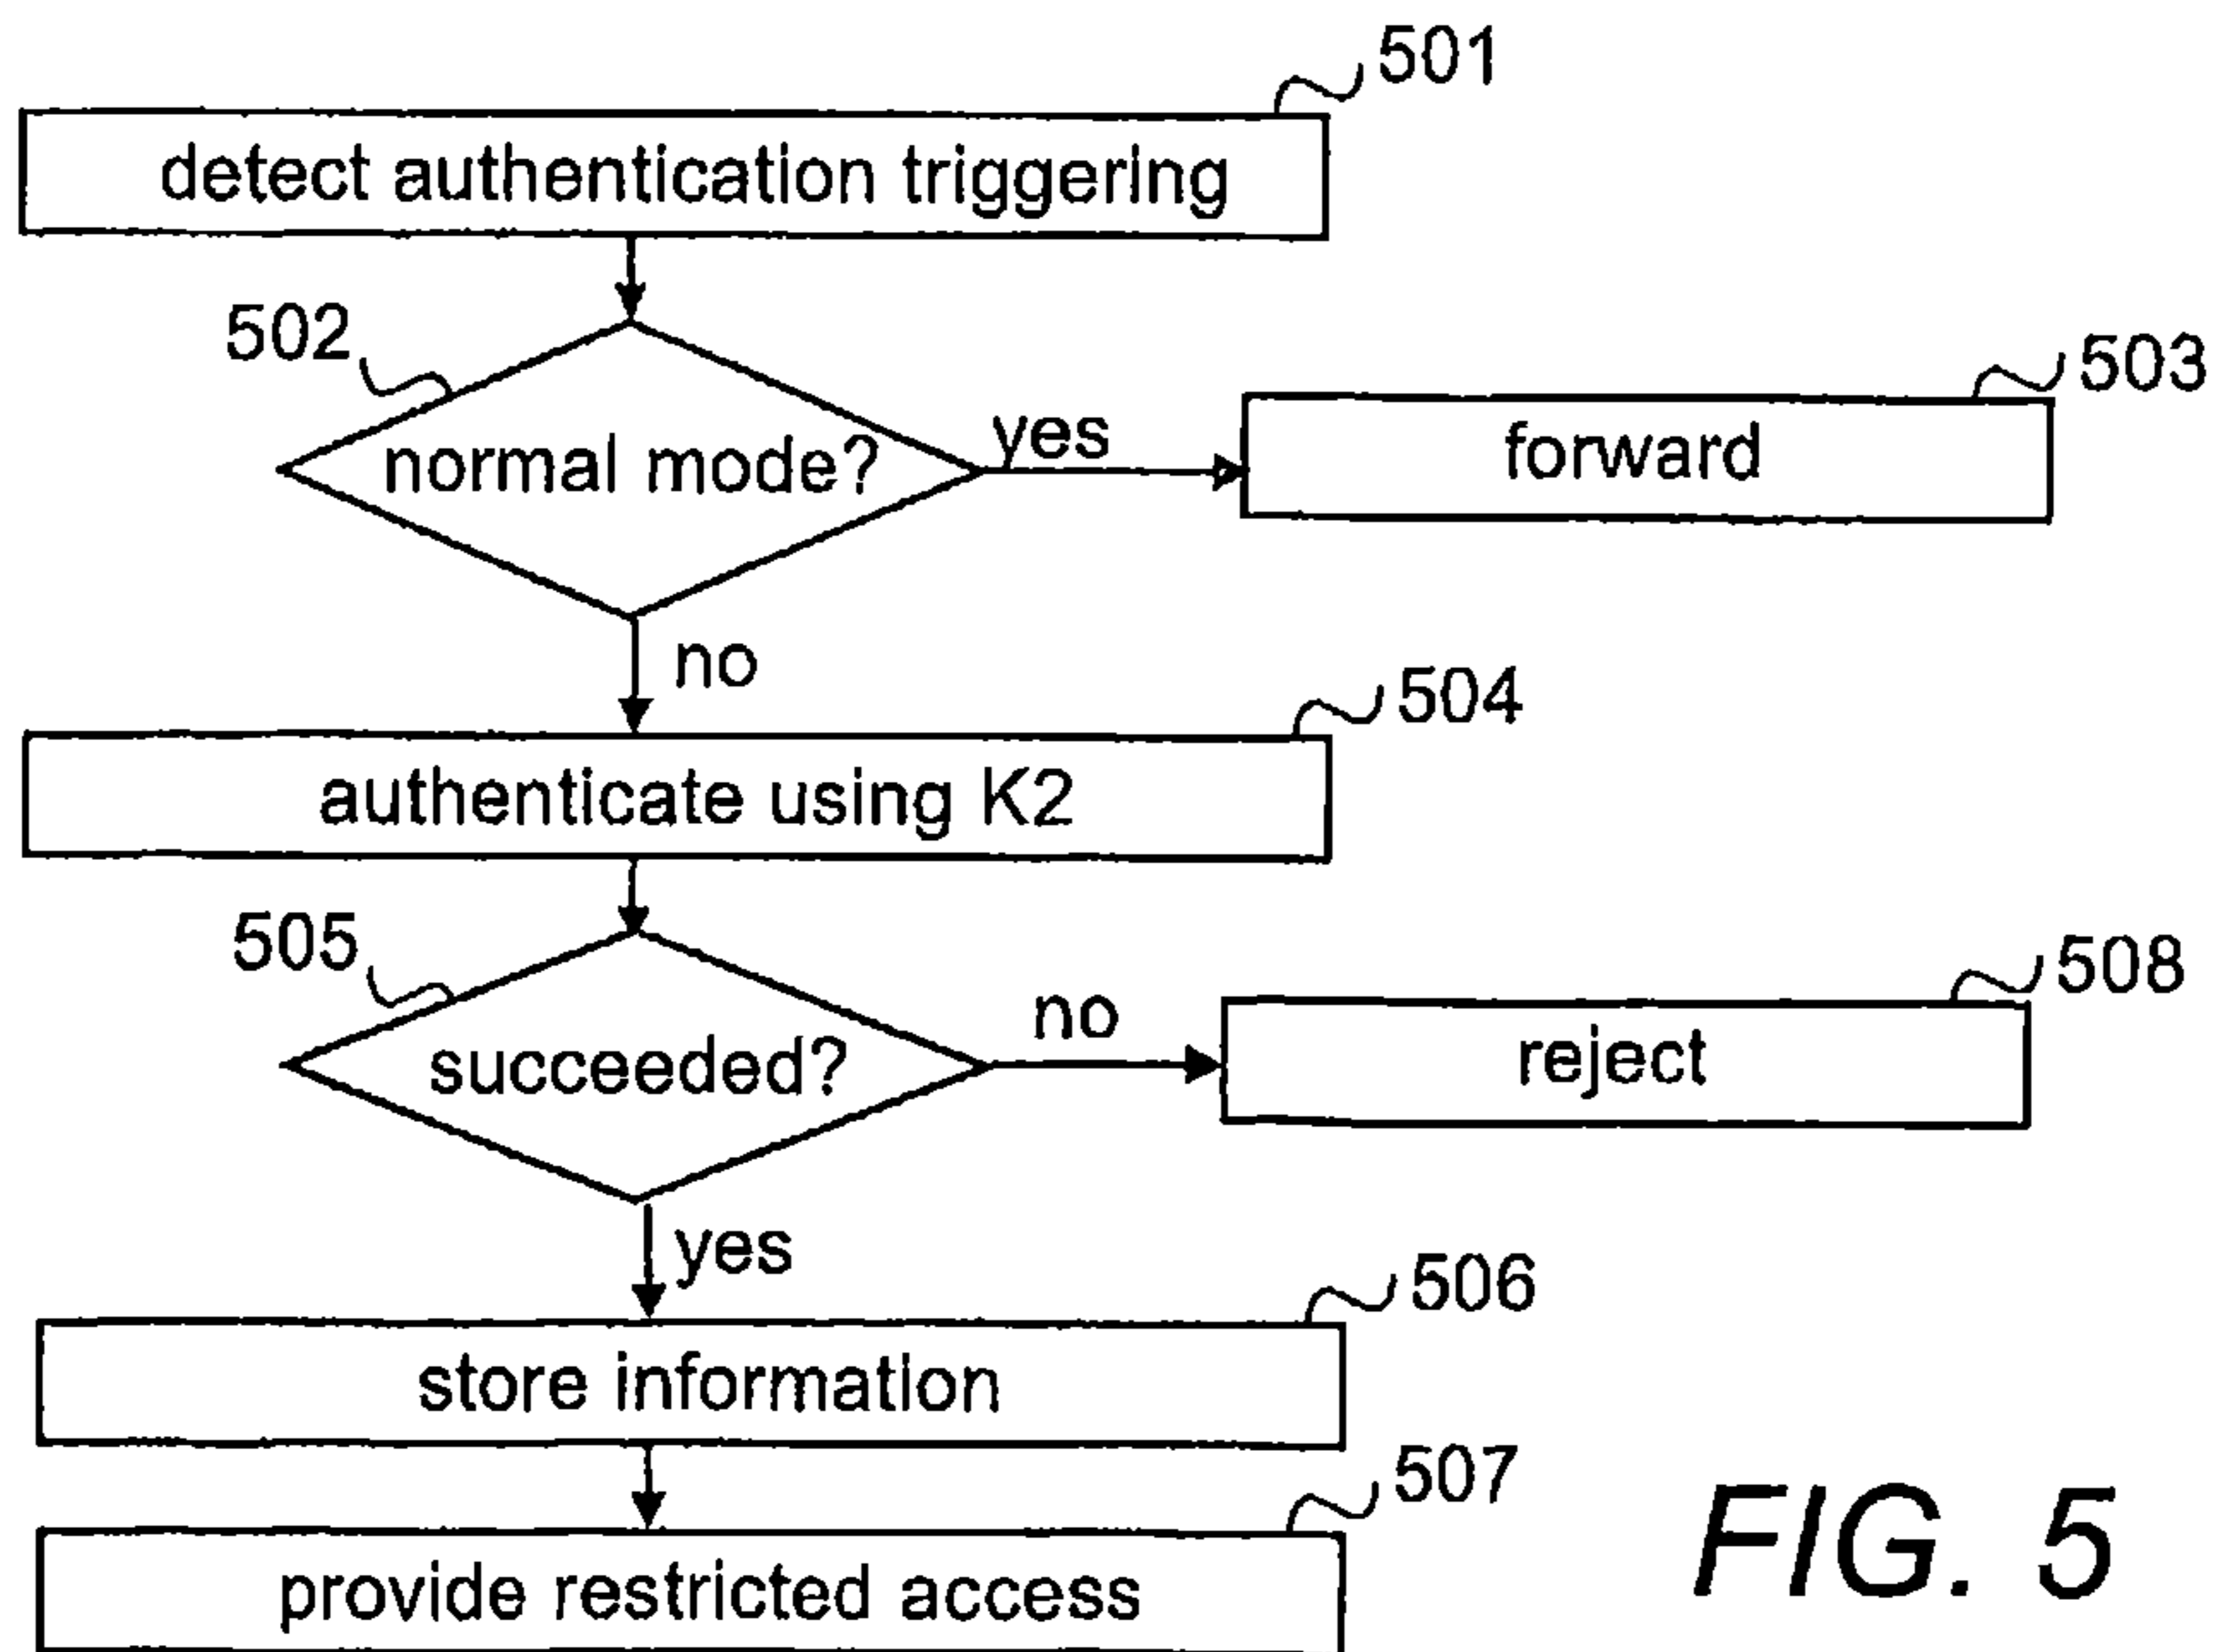 501
detect authentication triggering
502
normal mode?
yes
503
forward
no
504
authenticate using K2
505
succeeded?
no
508
reject
yes
506
store information
507
provide restricted access
FIG. 5